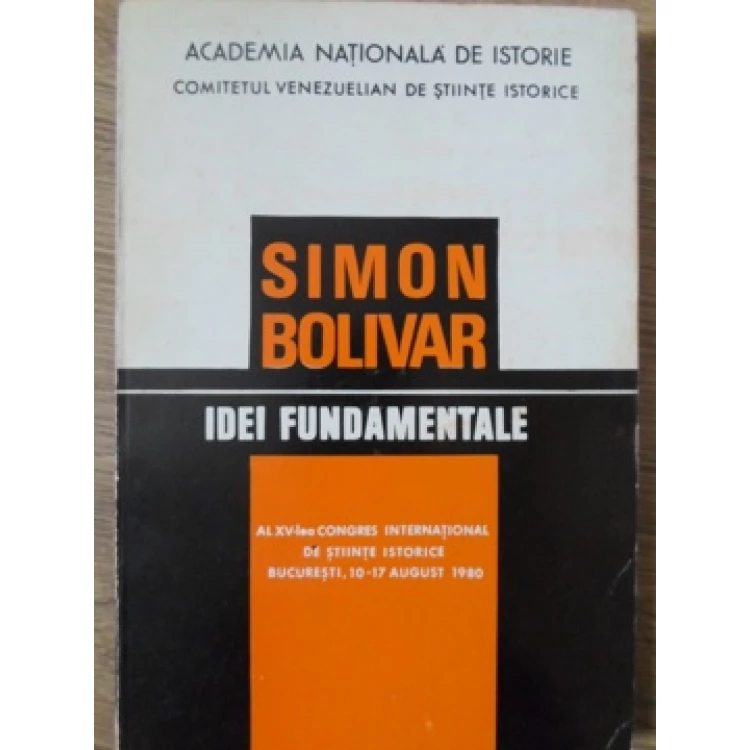 ACADEMIA NAȚIONALĂ DE ISTORIE
COMITETUL VENEZUELIAN DE ȘTIINȚE ISTORICE
SIMON
BOLIVAR
IDEI FUNDAMENTALE
AL XV-lea CONGRES INTERNAȚIONAL
DE ȘTIINȚE ISTORICE
BUCUREȘTI, 10-17 AUGUST 1980